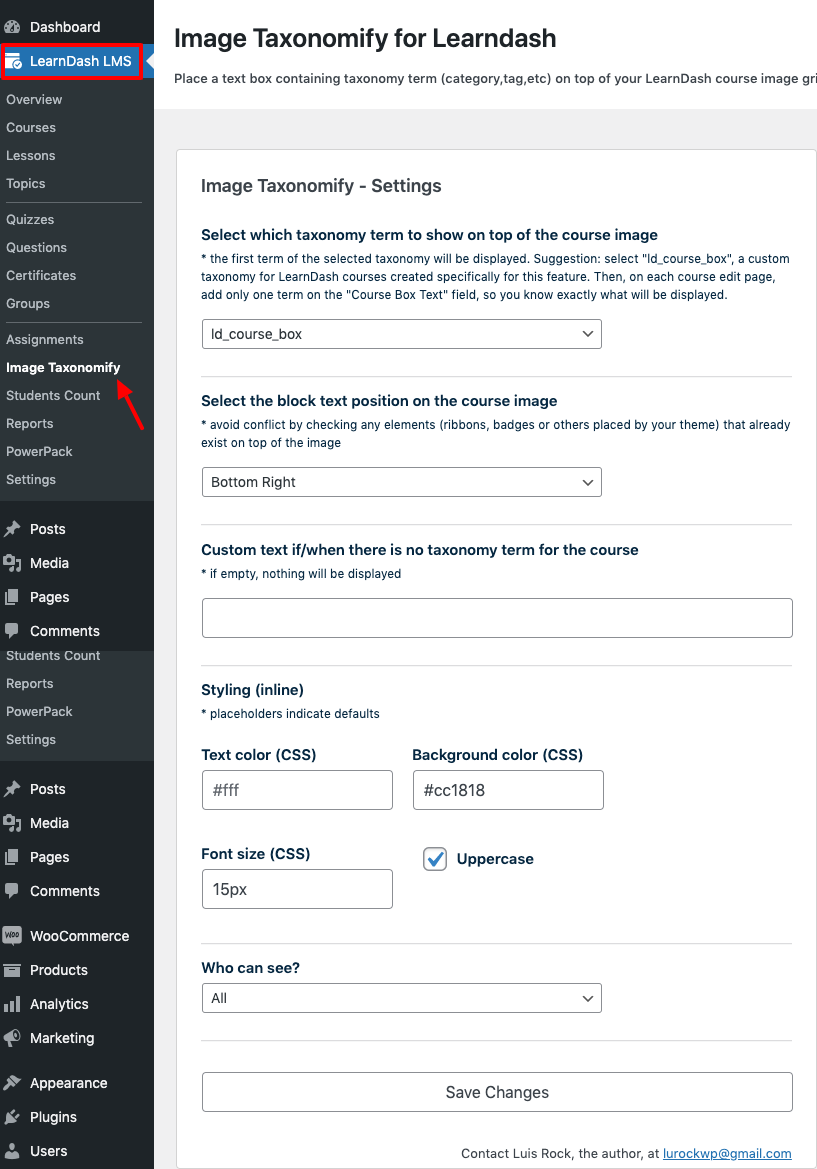 Dashboard
LearnDash LMS
Overview
Courses
Lessons
Topics
Quizzes
Questions
Certificates
Groups
Assignments
Image Taxonomify
Students Count
Reports
PowerPack
Settings
Posts
Media
Pages
Comments
Students Count
Reports
PowerPack
Settings
Posts
Media
Pages
Comments
WOO WooCommerce
Products
Analytics
Marketing
Appearance
Plugins
Users
Image Taxonomify for Learndash
Place a text box containing taxonomy term (category,tag,etc) on top of your LearnDash course image gri
Image Taxonomify - Settings
Select which taxonomy term to show on top of the course image
* the first term of the selected taxonomy will be displayed. Suggestion: select "ld_course_box", a custom
taxonomy for LearnDash courses created specifically for this feature. Then, on each course edit page,
add only one term on the "Course Box Text" field, so you know exactly what will be displayed.
ld_course_box
Select the block text position on the course image
* avoid conflict by checking any elements (ribbons, badges or others placed by your theme) that already
exist on top of the image
Bottom Right
Custom text if/when there is no taxonomy term for the course
* if empty, nothing will be displayed
Styling (inline)
* placeholders indicate defaults
Text color (CSS) Background color (CSS)
#fff #cc1818
Font size (CSS) Uppercase
15px
Who can see?
All
Save Changes
Contact Luis Rock, the author, at lurockwp@gmail.com